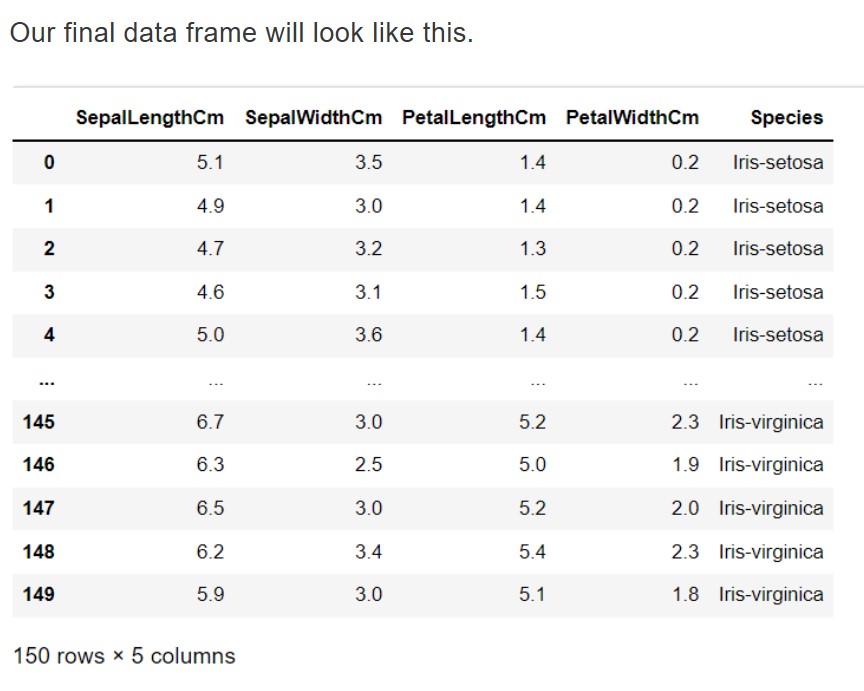 Our final data frame will look like this.
SepalLengthCm SepalWidthCm PetalLengthCm PetalWidthCm Species
0 5.1 3.5 1.4 0.2 Iris-setosa
1 4.9 3.0 1.4 0.2 Iris-setosa
2 4.7 3.2 1.3 0.2 Iris-setosa
3 4.6 3.1 1.5 0.2 Iris-setosa
4 5.0 3.6 1.4 0.2 Iris-setosa
... ... ... ... ... ...
145 6.7 3.0 5.2 2.3 Iris-virginica
146 6.3 2.5 5.0 1.9 Iris-virginica
147 6.5 3.0 5.2 2.0 Iris-virginica
148 6.2 3.4 5.4 2.3 Iris-virginica
149 5.9 3.0 5.1 1.8 Iris-virginica
150 rows × 5 columns